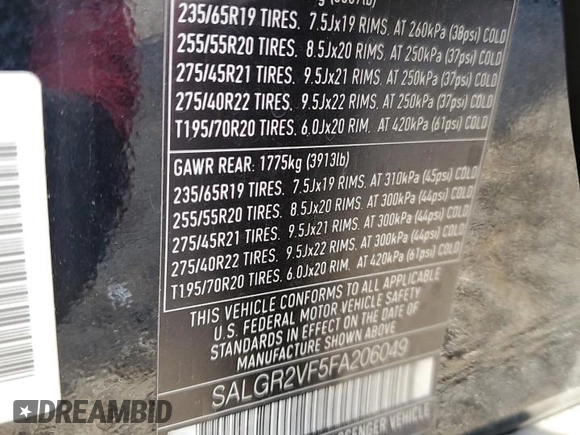 235/65R19 TIRES. 7.5Jx19 RIMS. AT 260kPa (38psi) COLD
255/55R20 TIRES. 8.5Jx20 RIMS. AT 250kPa (37psi) COLD
275/45R21 TIRES. 9.5Jx21 RIMS. AT 250kPa (37psi) COLD
275/40R22 TIRES. 9.5Jx22 RIMS. AT 250kPa (37psi) COLD
T195/70R20 TIRES. 6.0Jx20 RIM. AT 420kPa (61psi) COLD
GAWR REAR: 1775kg (3913lb)
235/65R19 TIRES. 7.5Jx19 RIMS. AT 310kPa (45psi) COLD
255/55R20 TIRES. 8.5Jx20 RIMS. AT 300kPa (44psi) COLD
275/45R21 TIRES. 9.5Jx21 RIMS. AT 300kPa (44psi) COLD
275/40R22 TIRES. 9.5Jx22 RIMS. AT 300kPa (44psi) COLD
T195/70R20 TIRES. 6.0Jx20 RIM. AT 420kPa (61psi) COLD
THIS VEHICLE CONFORMS TO ALL APPLICABLE
U.S. FEDERAL MOTOR VEHICLE SAFETY
STANDARDS IN EFFECT ON THE DATE OF
MANUFACTURE SHOWN ABOVE
SALGR2VF5FA206049
PASSENGER VEHICLE
DREAMBID